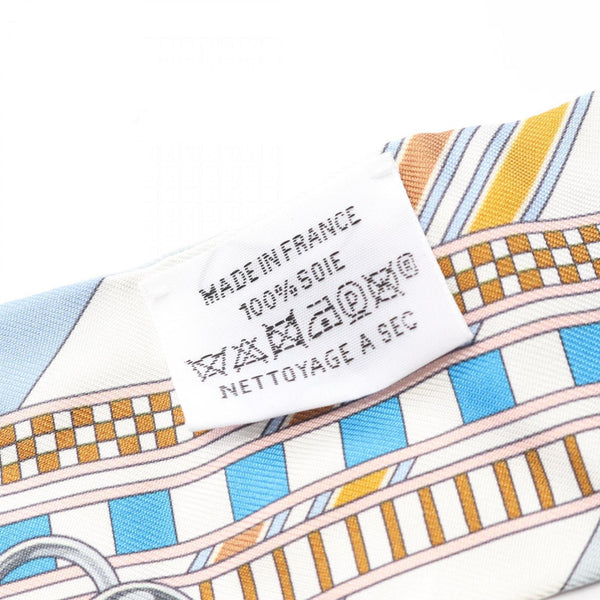 MADE IN FRANCE
100% SOIE
NETTOYAGE A SEC